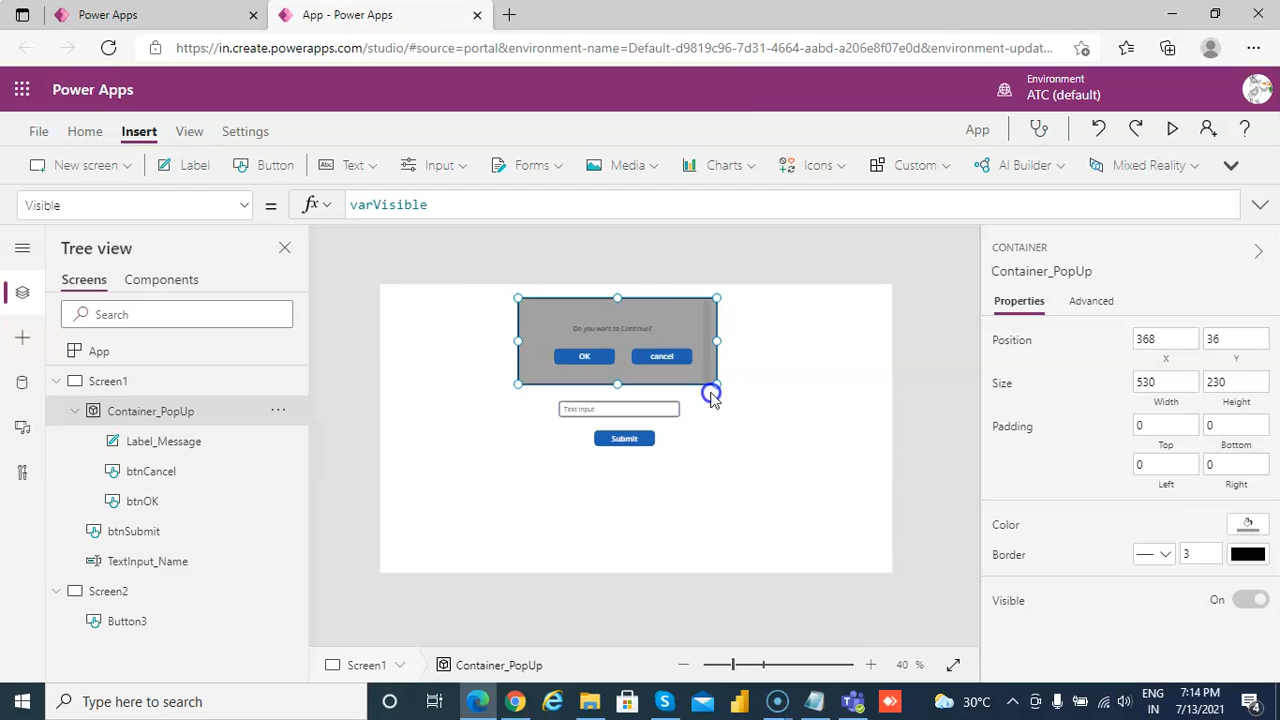 Power Apps
App - Power Apps
https://in.create.powerapps.com/studio/#source=portal&environment-name=Default-d9819c96-7d31-4664-aabd-a206e8f07e0d&environment-updat...
Power Apps
Environment
ATC (default)
File
Home
Insert
View
Settings
App
New screen
Label
Button
Abc
Text
Input
Forms
Media
Charts
Icons
Custom
AI Builder
Mixed Reality
Visible
=
fx
varVisible
Tree view
Screens
Components
Search
App
Screen1
Container_PopUp
Label_Message
btnCancel
btnOK
btnSubmit
TextInput_Name
Screen2
Button3
Do you want to Continue?
OK
cancel
Text input
Submit
Screen1
Container_PopUp
40 %
CONTAINER
Container_PopUp
Properties
Advanced
Position
368
36
X
Y
Size
530
230
Width
Height
Padding
0
0
Top
Bottom
0
0
Left
Right
Color
Border
3
Visible
On
Type here to search
30°C
ENG
IN
7:14 PM
7/13/2021
4